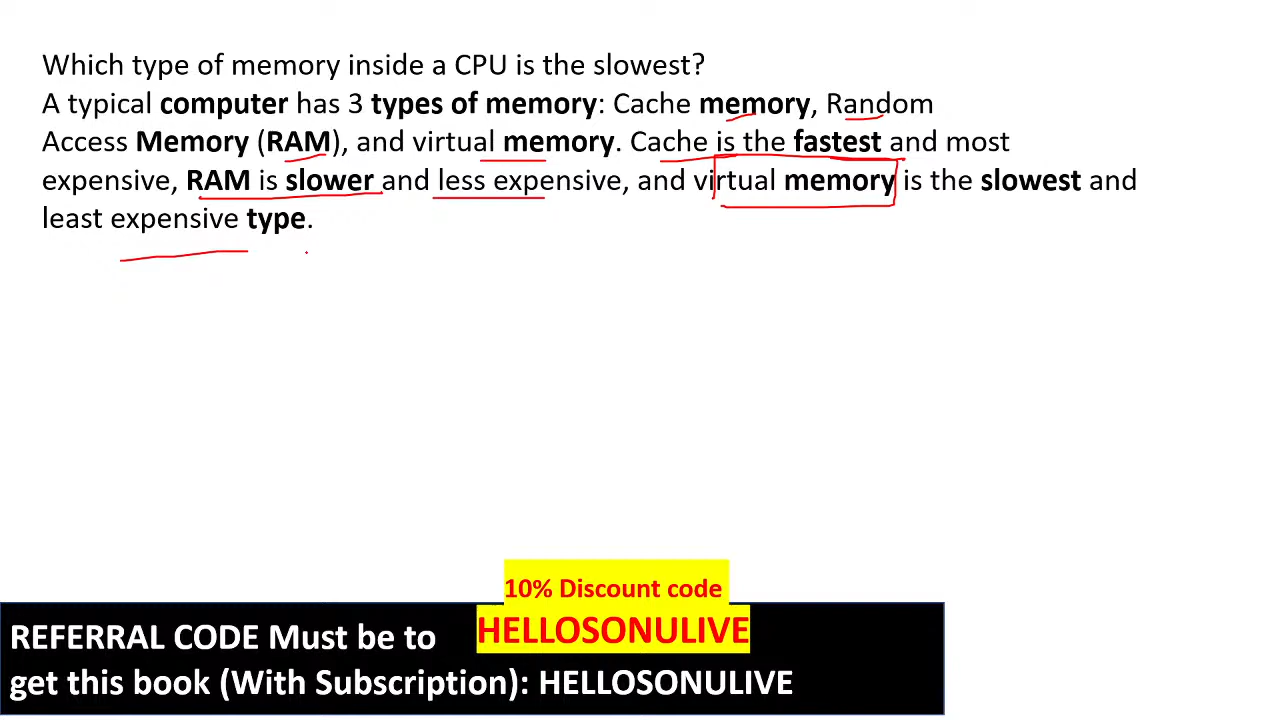 Which type of memory inside a CPU is the slowest?
A typical computer has 3 types of memory: Cache memory, Random
Access Memory (RAM), and virtual memory. Cache is the fastest and most
expensive, RAM is slower and less expensive, and virtual memory is the slowest and
least expensive type.
10% Discount code
HELLOSONULIVE
REFERRAL CODE Must be to
get this book (With Subscription): HELLOSONULIVE